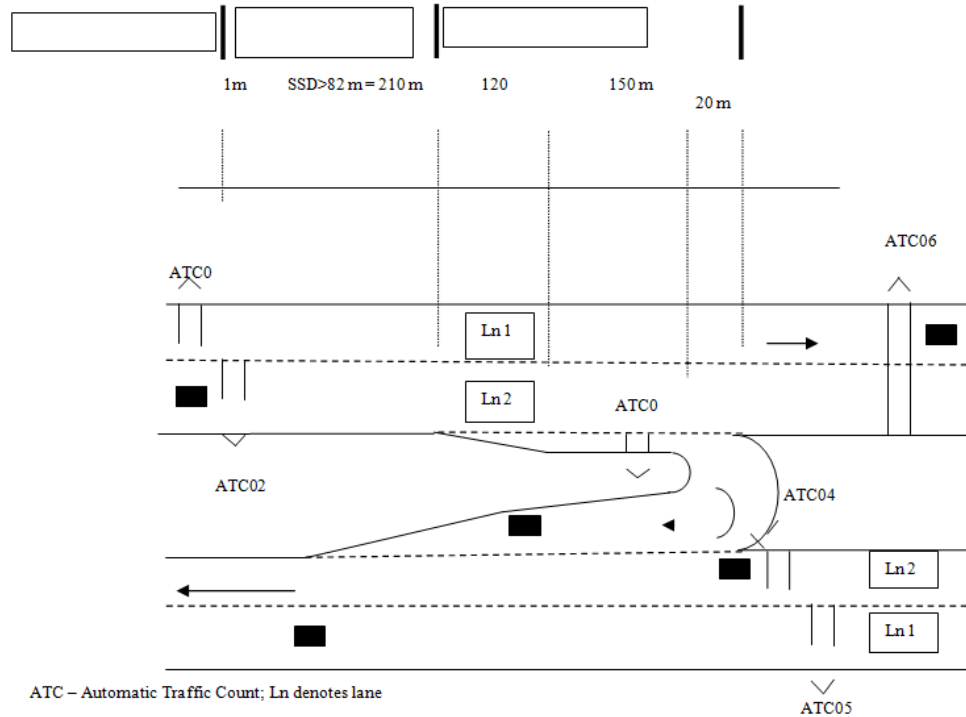 1m SSD>82 m = 210 m 120 150 m
20 m
ATC06
ATC0
Ln 1
Ln 2
ATC0
ATC02
ATC04
Ln 2
Ln 1
ATC – Automatic Traffic Count; Ln denotes lane
ATC05